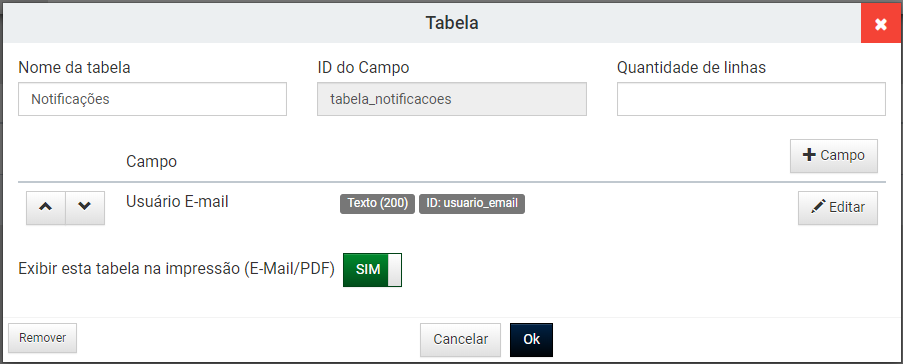 Tabela
Nome da tabela ID do Campo Quantidade de linhas
Notificações tabela_notificacoes
Campo Campo
Usuário E-mail Texto (200) ID: usuario_email Editar
Exibir esta tabela na impressão (E-Mail/PDF) SIM
Remover Cancelar Ok